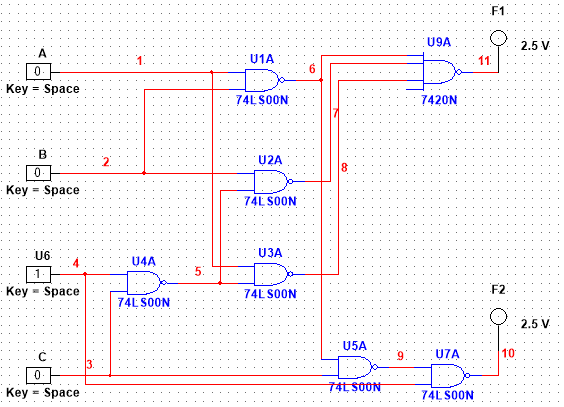 F1
A
1
U1A
U9A
2.5 V
0
6
11
Key = Space
74LS00N
7420N
7
B
2
U2A
8
0
Key = Space
74LS00N
U6
4
U4A
5
U3A
1
Key = Space
74LS00N
74LS00N
F2
C
3
U5A
9
U7A
10
2.5 V
0
Key = Space
74LS00N
74LS00N